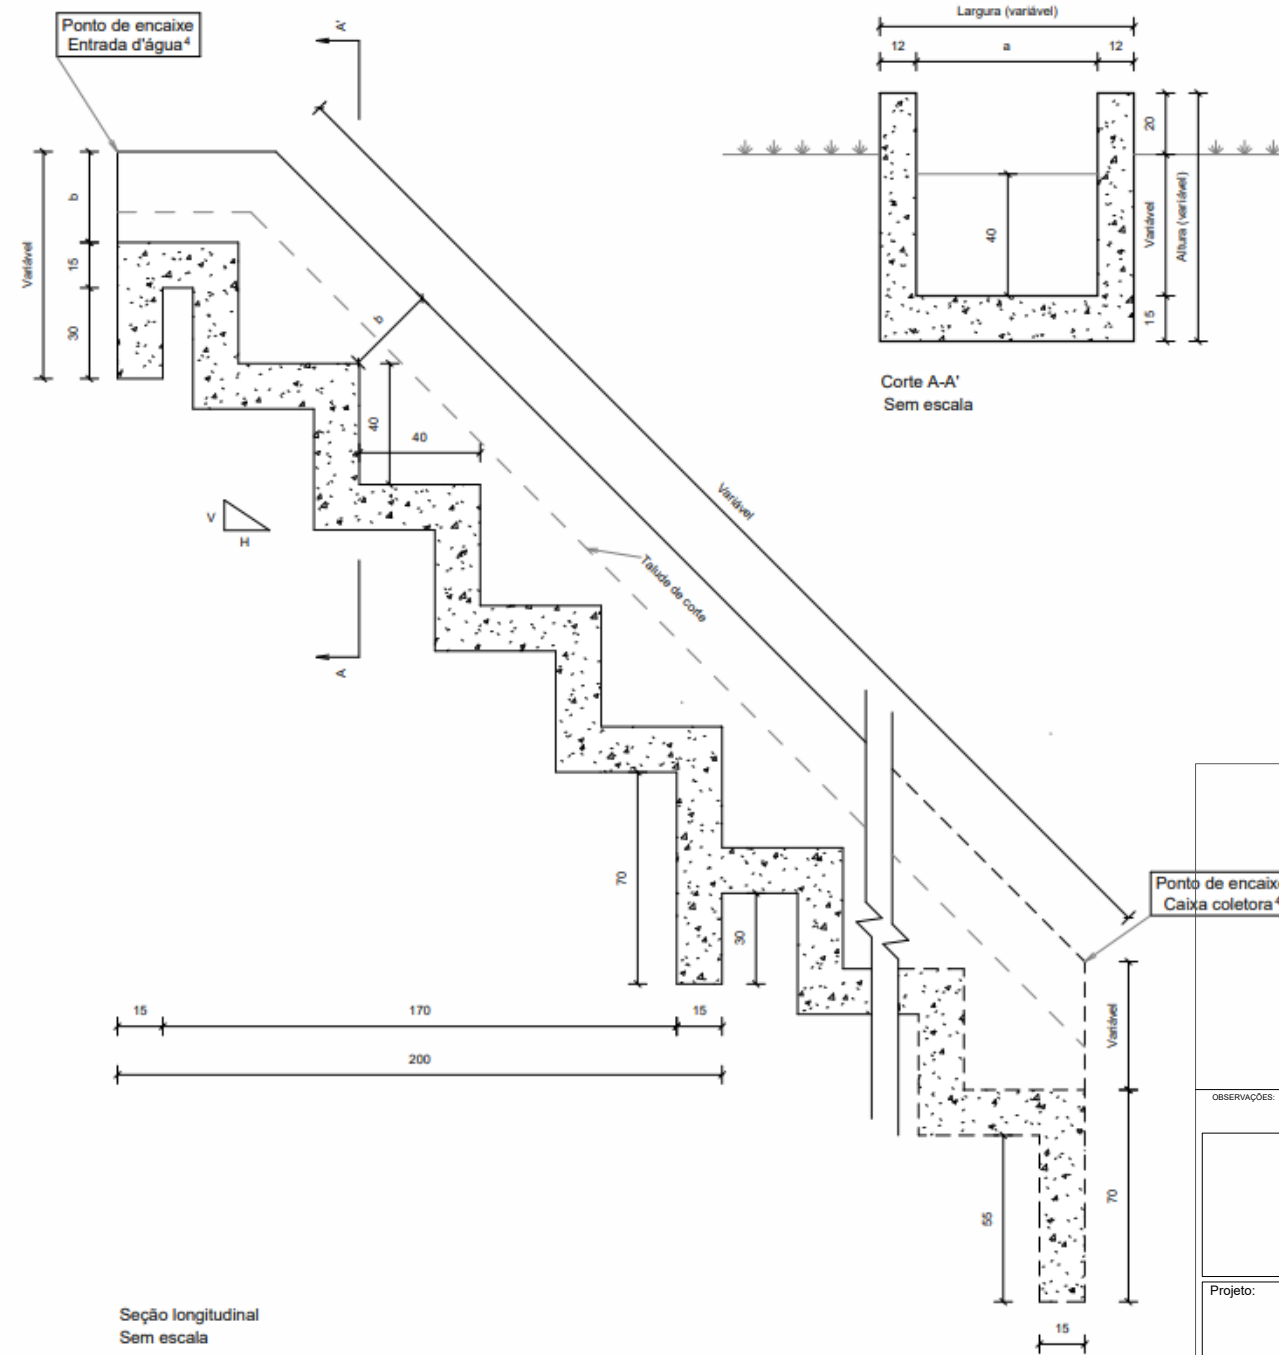 Ponto de encaixe
Entrada d'água⁴
A'
Variável
b
15
30
b
40
40
V
H
A
Variável
Talude de corte
70
30
15
170
15
200
Ponto de encaixe
Caixa coletora⁴
Variável
70
55
15
Seção longitudinal
Sem escala
Largura (variável)
12
a
12
20
40
Variável
Altura (variável)
15
Corte A-A'
Sem escala
OBSERVAÇÕES:
Projeto: